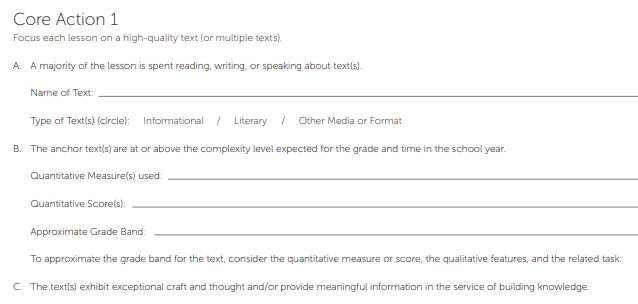 Core Action 1
Focus each lesson on a high-quality text (or multiple texts).
A. A majority of the lesson is spent reading, writing, or speaking about text(s).
Name of Text:
Type of Text(s) (circle): Informational / Literary / Other Media or Format
B. The anchor text(s) are at or above the complexity level expected for the grade and time in the school year.
Quantitative Measure(s) used:
Quantitative Score(s):
Approximate Grade Band:
To approximate the grade band for the text, consider the quantitative measure or score, the qualitative features, and the related task.
C. The text(s) exhibit exceptional craft and thought and/or provide meaningful information in the service of building knowledge.